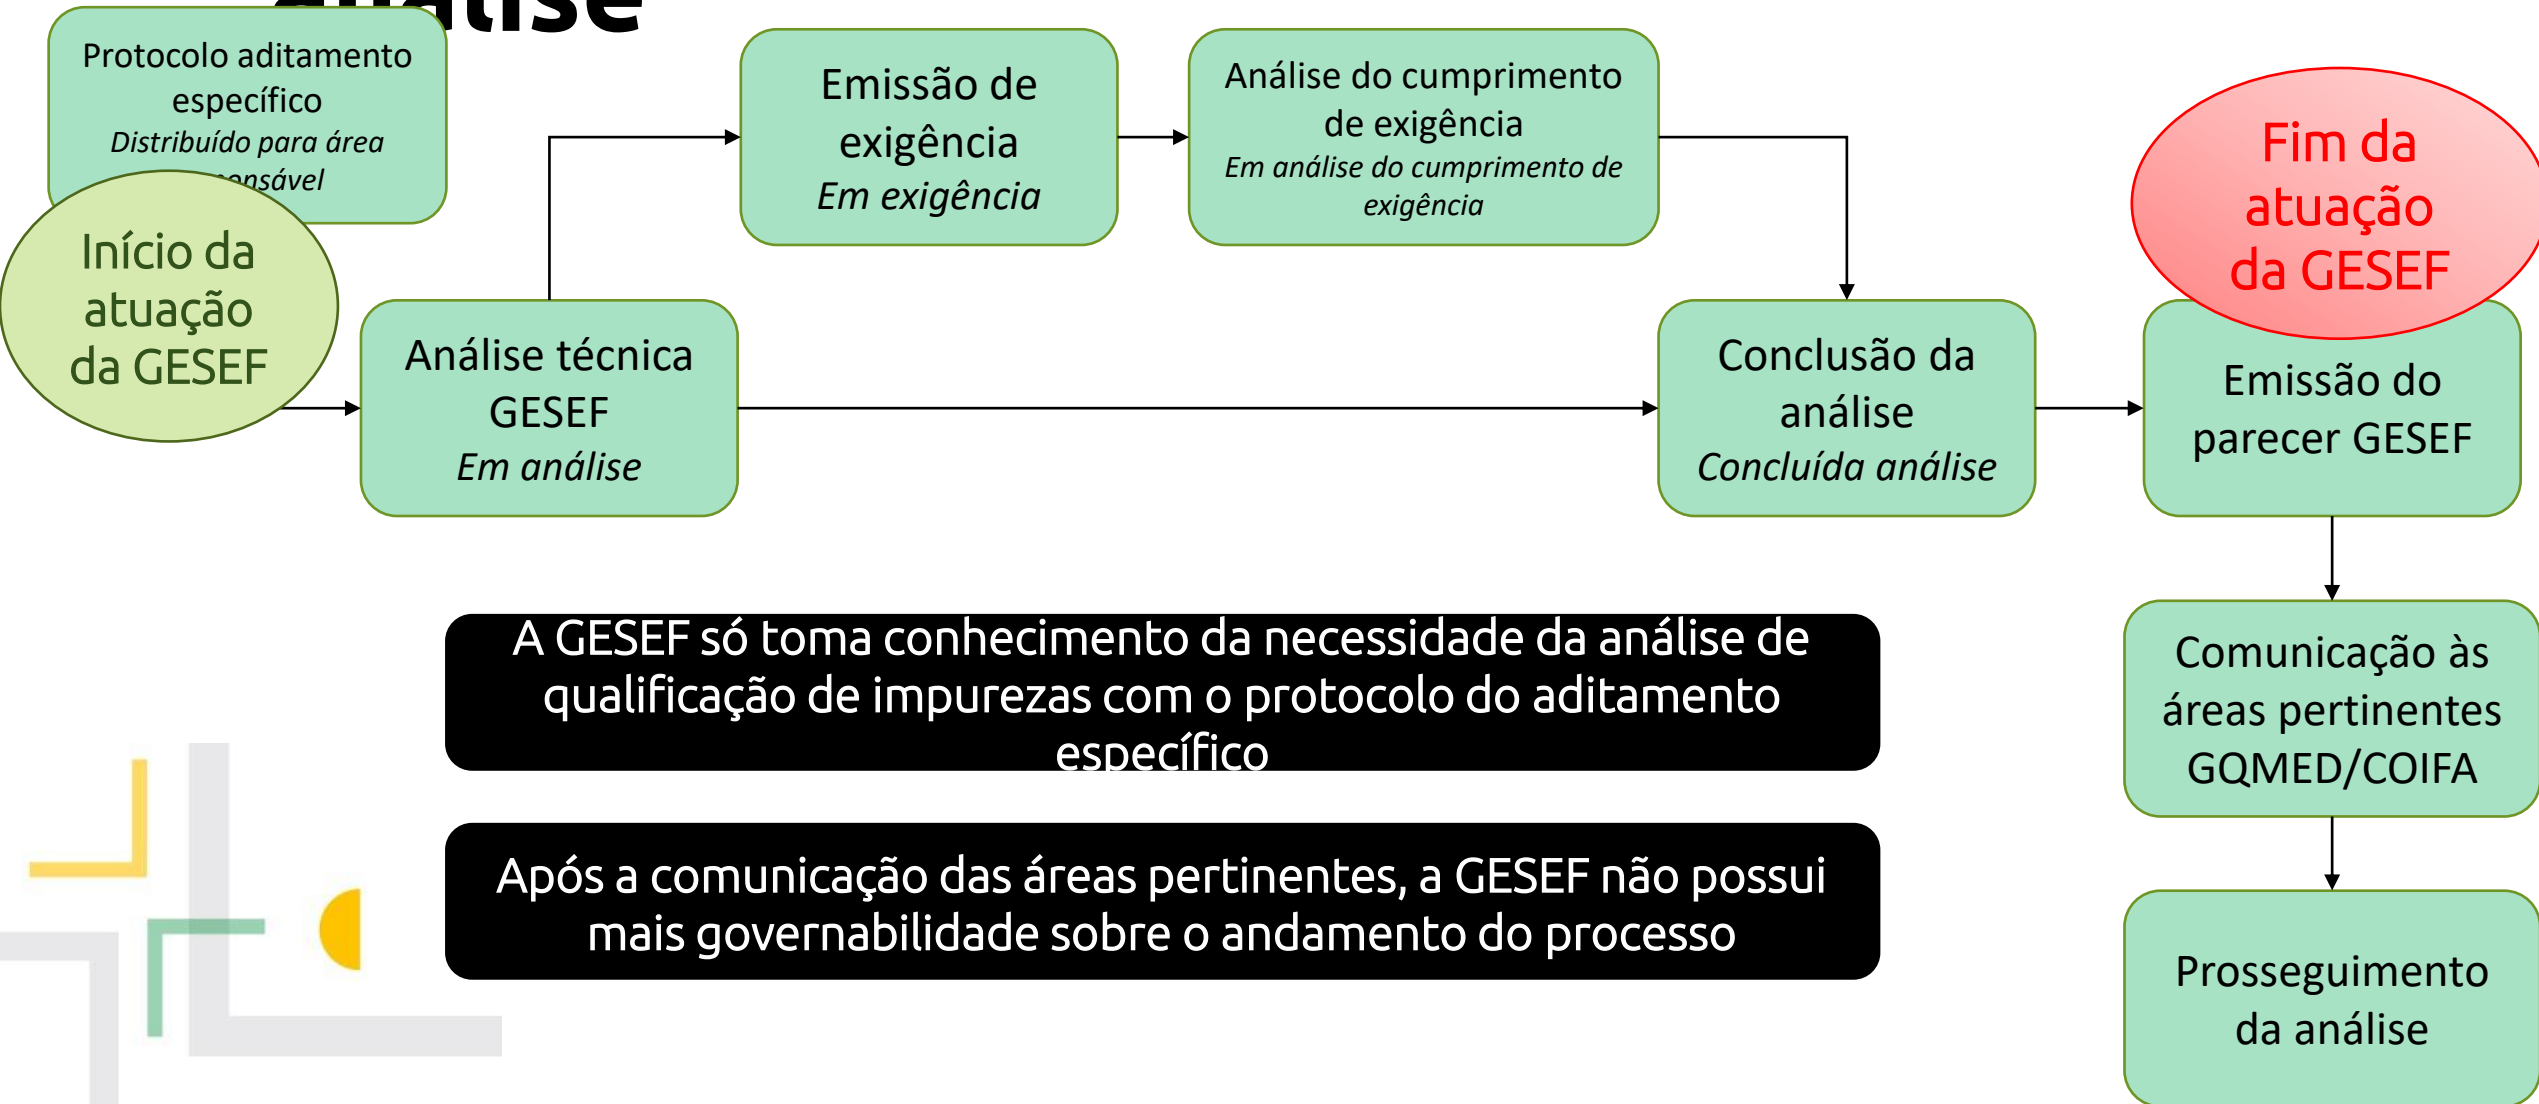 análise
Protocolo aditamento
específico
Distribuído para área
Início da
atuação
da GESEF
Análise técnica
GESEF
Em análise
Emissão de
exigência
Em exigência
Análise do cumprimento
de exigência
Em análise do cumprimento de
exigência
Conclusão da
análise
Concluída análise
Fim da
atuação
da GESEF
Emissão do
parecer GESEF
Comunicação às
áreas pertinentes
GQMED/COIFA
Prosseguimento
da análise
A GESEF só toma conhecimento da necessidade da análise de
qualificação de impurezas com o protocolo do aditamento
específico
Após a comunicação das áreas pertinentes, a GESEF não possui
mais governabilidade sobre o andamento do processo